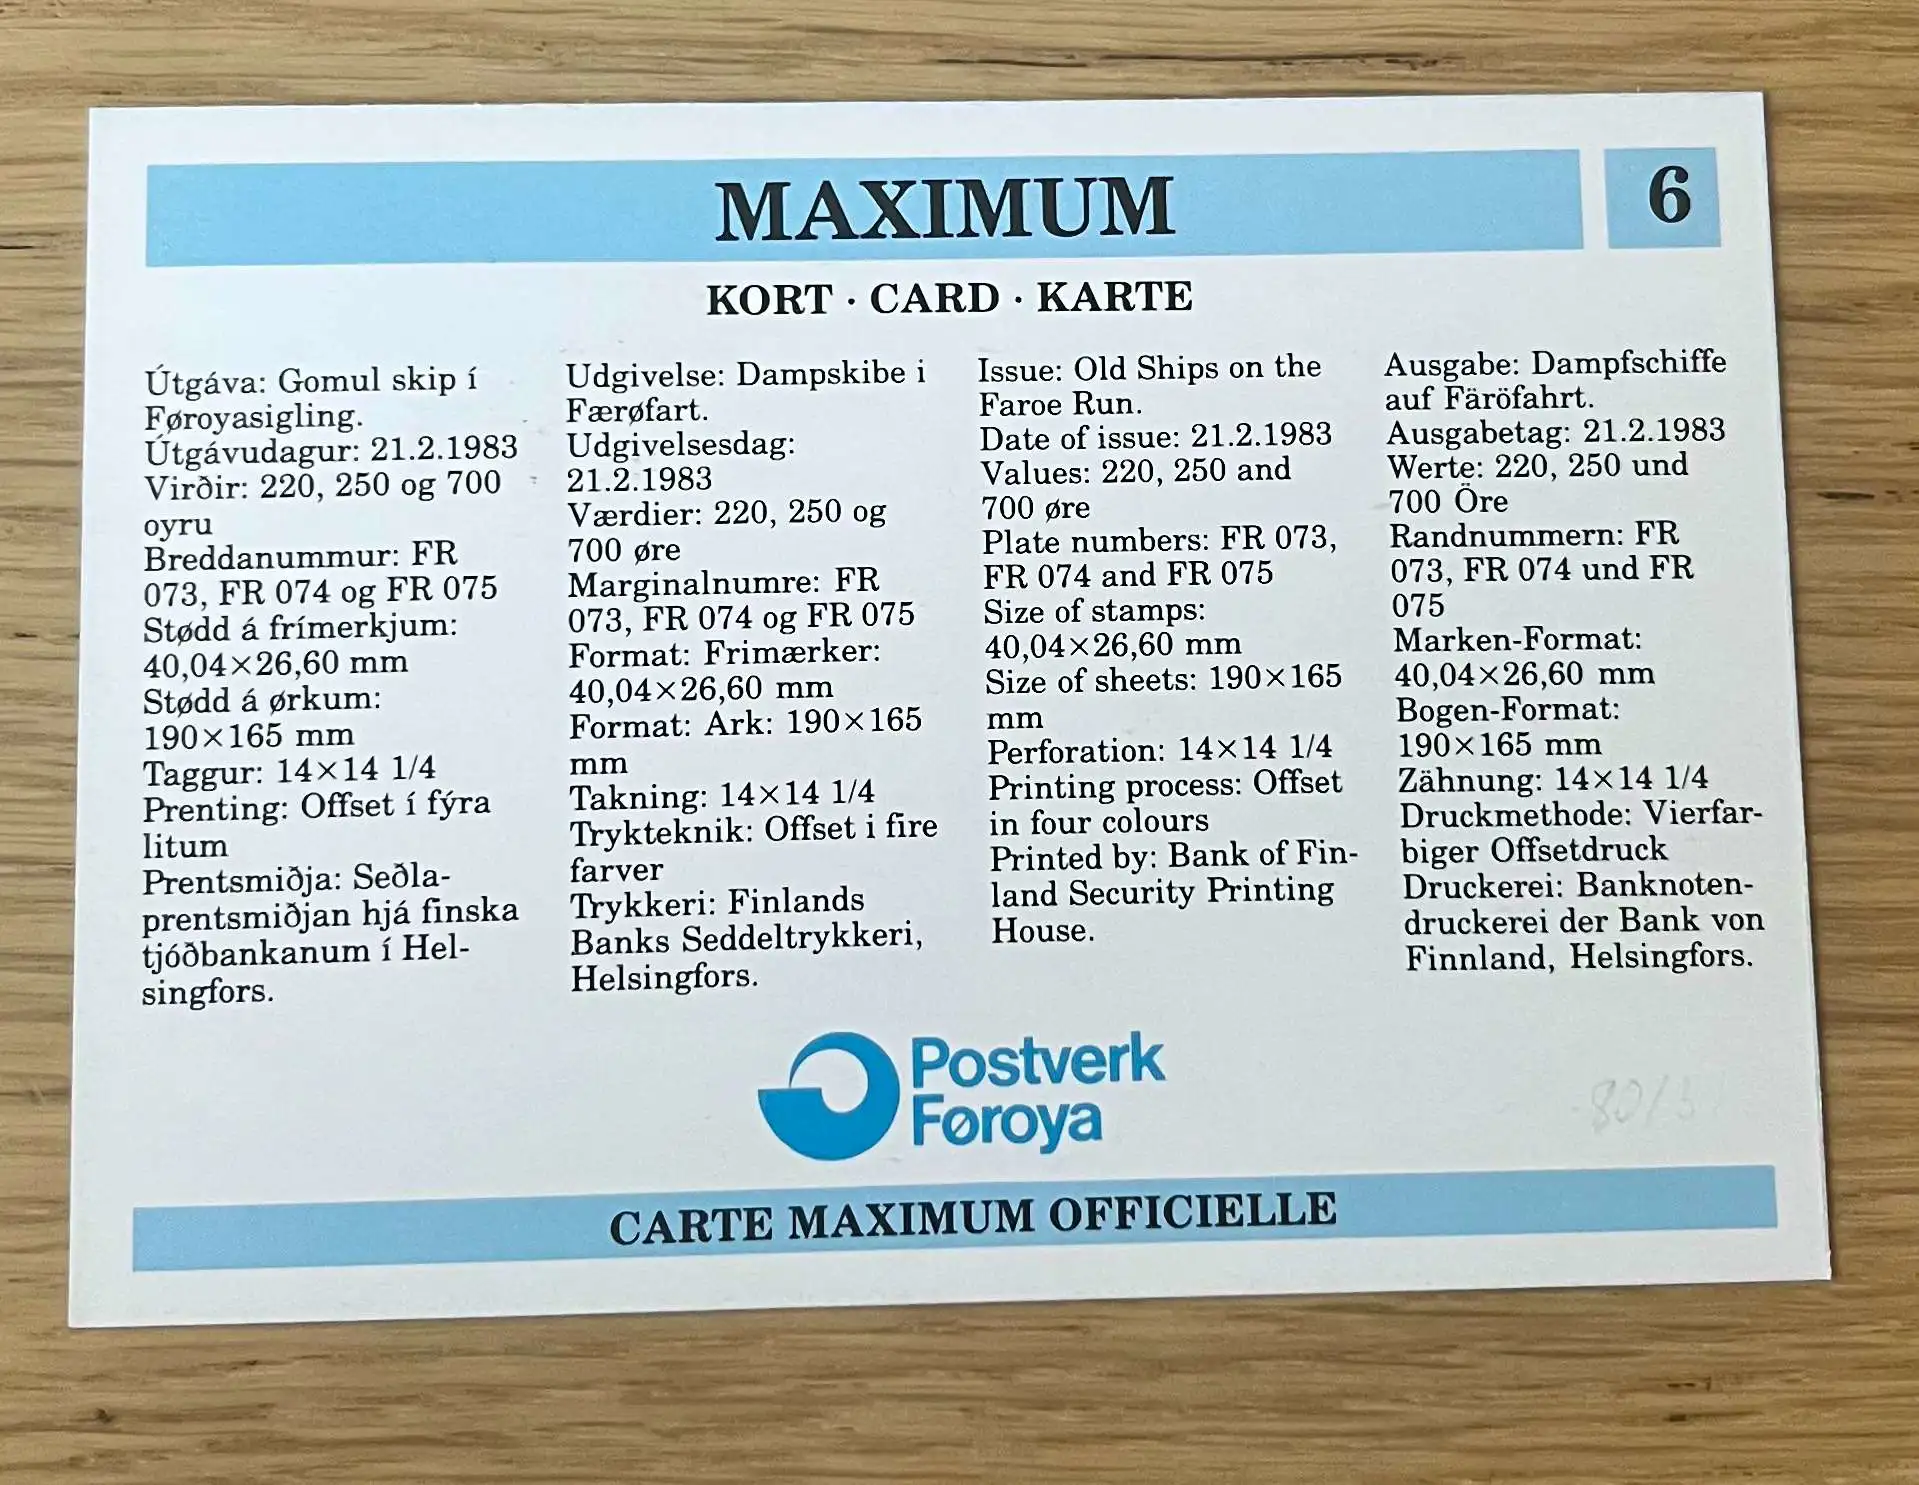 MAXIMUM
6
KORT · CARD · KARTE
Útgáva: Gomul skip í
Føroyasigling.
Útgávudagur: 21.2.1983
Virðir: 220, 250 og 700
oyru
Breddanummur: FR
073, FR 074 og FR 075
Stødd á frímerkjum:
40,04×26,60 mm
Stødd á ørkum:
190×165 mm
Taggur: 14×14 1/4
Prenting: Offset í fýra
litum
Prentsmiðja: Seðla-
prentsmiðjan hjá finska
tjóðbankanum í Hel-
singfors.
Udgivelse: Dampskibe i
Færøfart.
Udgivelsesdag:
21.2.1983
Værdier: 220, 250 og
700 øre
Marginalnumre: FR
073, FR 074 og FR 075
Format: Frimærker:
40,04×26,60 mm
Format: Ark: 190×165
mm
Takning: 14×14 1/4
Trykteknik: Offset i fire
farver
Trykkeri: Finlands
Banks Seddeltrykkeri,
Helsingfors.
Issue: Old Ships on the
Faroe Run.
Date of issue: 21.2.1983
Values: 220, 250 and
700 øre
Plate numbers: FR 073,
FR 074 and FR 075
Size of stamps:
40,04×26,60 mm
Size of sheets: 190×165
mm
Perforation: 14×14 1/4
Printing process: Offset
in four colours
Printed by: Bank of Fin-
land Security Printing
House.
Ausgabe: Dampfschiffe
auf Färöfahrt.
Ausgabetag: 21.2.1983
Werte: 220, 250 und
700 Öre
Randnummern: FR
073, FR 074 und FR
075
Marken-Format:
40,04×26,60 mm
Bogen-Format:
190×165 mm
Zähnung: 14×14 1/4
Druckmethode: Vierfar-
biger Offsetdruck
Druckerei: Banknoten-
druckerei der Bank von
Finnland, Helsingfors.
Postverk
Føroya
CARTE MAXIMUM OFFICIELLE